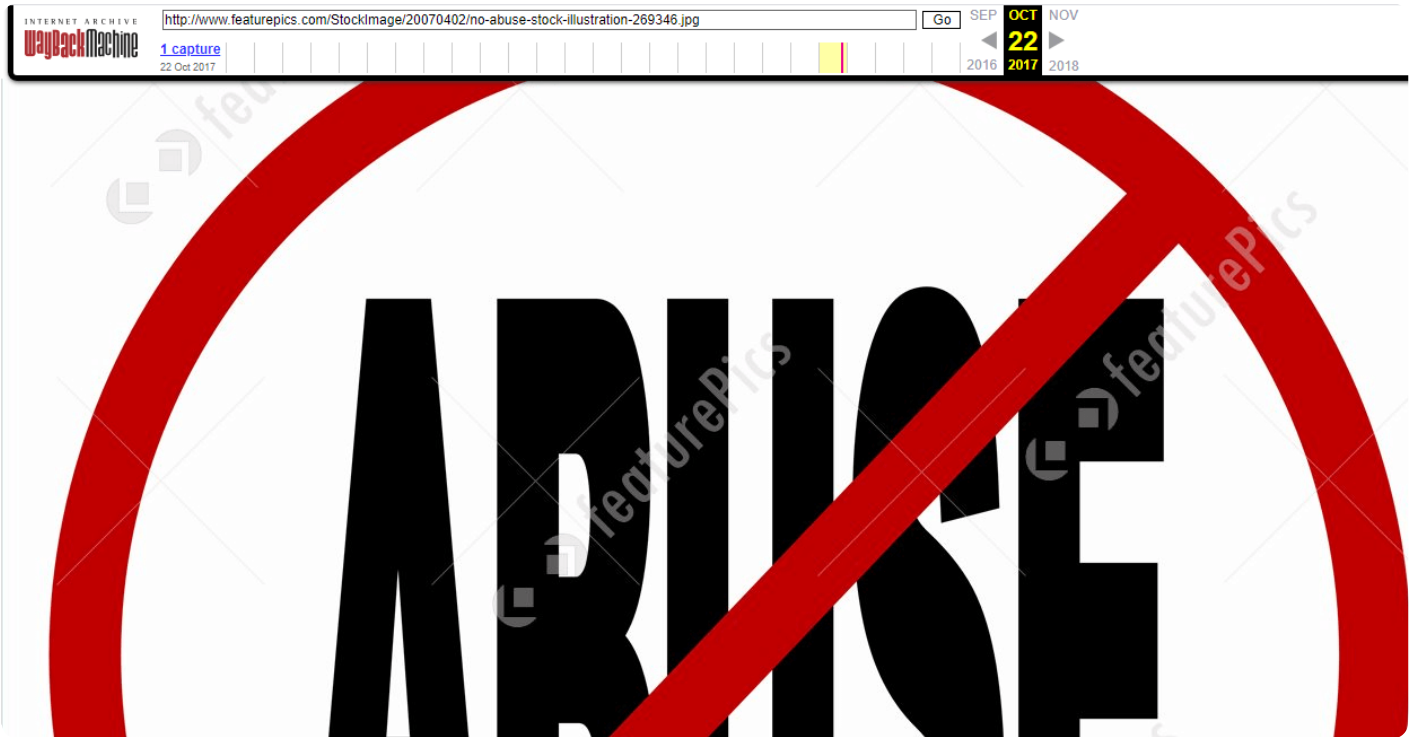 INTERNET ARCHIVE
WayBackMachine
http://www.featurepics.com/StockImage/20070402/no-abuse-stock-illustration-269346.jpg
Go
SEP OCT NOV
1 capture
22
22 Oct 2017
2016 2017 2018
featu
featurePics
featurePics
ABUSE